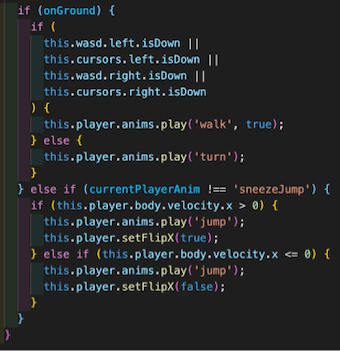 if (onGround) {
if (
this.wasd.left.isDown ||
this.cursors.left.isDown ||
this.wasd.right.isDown ||
this.cursors.right.isDown
) {
this.player.anims.play('walk', true);
} else {
this.player.anims.play('turn');
}
} else if (currentPlayerAnim !== 'sneezeJump') {
if (this.player.body.velocity.x > 0) {
this.player.anims.play('jump');
this.player.setFlipX(true);
} else if (this.player.body.velocity.x <= 0) {
this.player.anims.play('jump');
this.player.setFlipX(false);
}
}
}